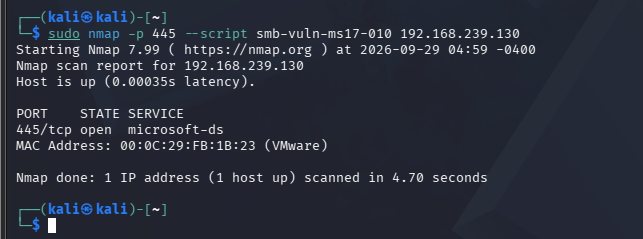 ┌──(kali㉿kali)-[~]
└─$ sudo nmap -p 445 --script smb-vuln-ms17-010 192.168.239.130
Starting Nmap 7.99 ( https://nmap.org ) at 2026-09-29 04:59 -0400
Nmap scan report for 192.168.239.130
Host is up (0.00035s latency).

PORT    STATE SERVICE
445/tcp open  microsoft-ds
MAC Address: 00:0C:29:FB:1B:23 (VMware)

Nmap done: 1 IP address (1 host up) scanned in 4.70 seconds

┌──(kali㉿kali)-[~]
└─$